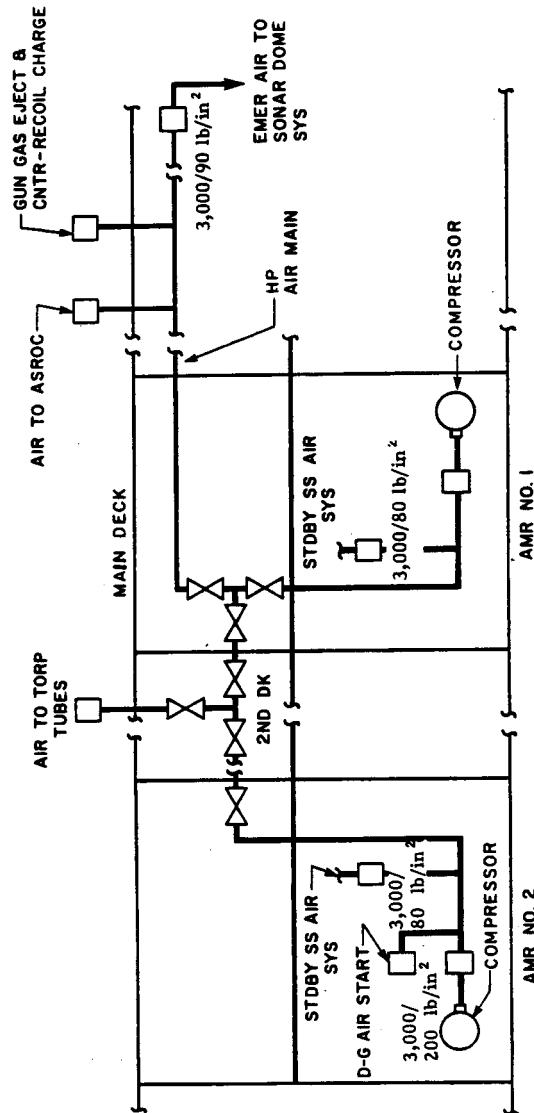 GUN GAS EJECT &
CNTR-RECOIL CHARGE
AIR TO ASROC
3,000/90 lb/in²
EMER AIR TO
SONAR DOME
SYS
HP
AIR MAIN
MAIN DECK
AIR TO TORP
TUBES
2ND DK
STDBY SS AIR
SYS
3,000/80 lb/in²
COMPRESSOR
AMR NO. 1
STDBY SS AIR
SYS
3,000/
80 lb/in²
D-G AIR START
3,000/
200 lb/in²
COMPRESSOR
AMR NO. 2